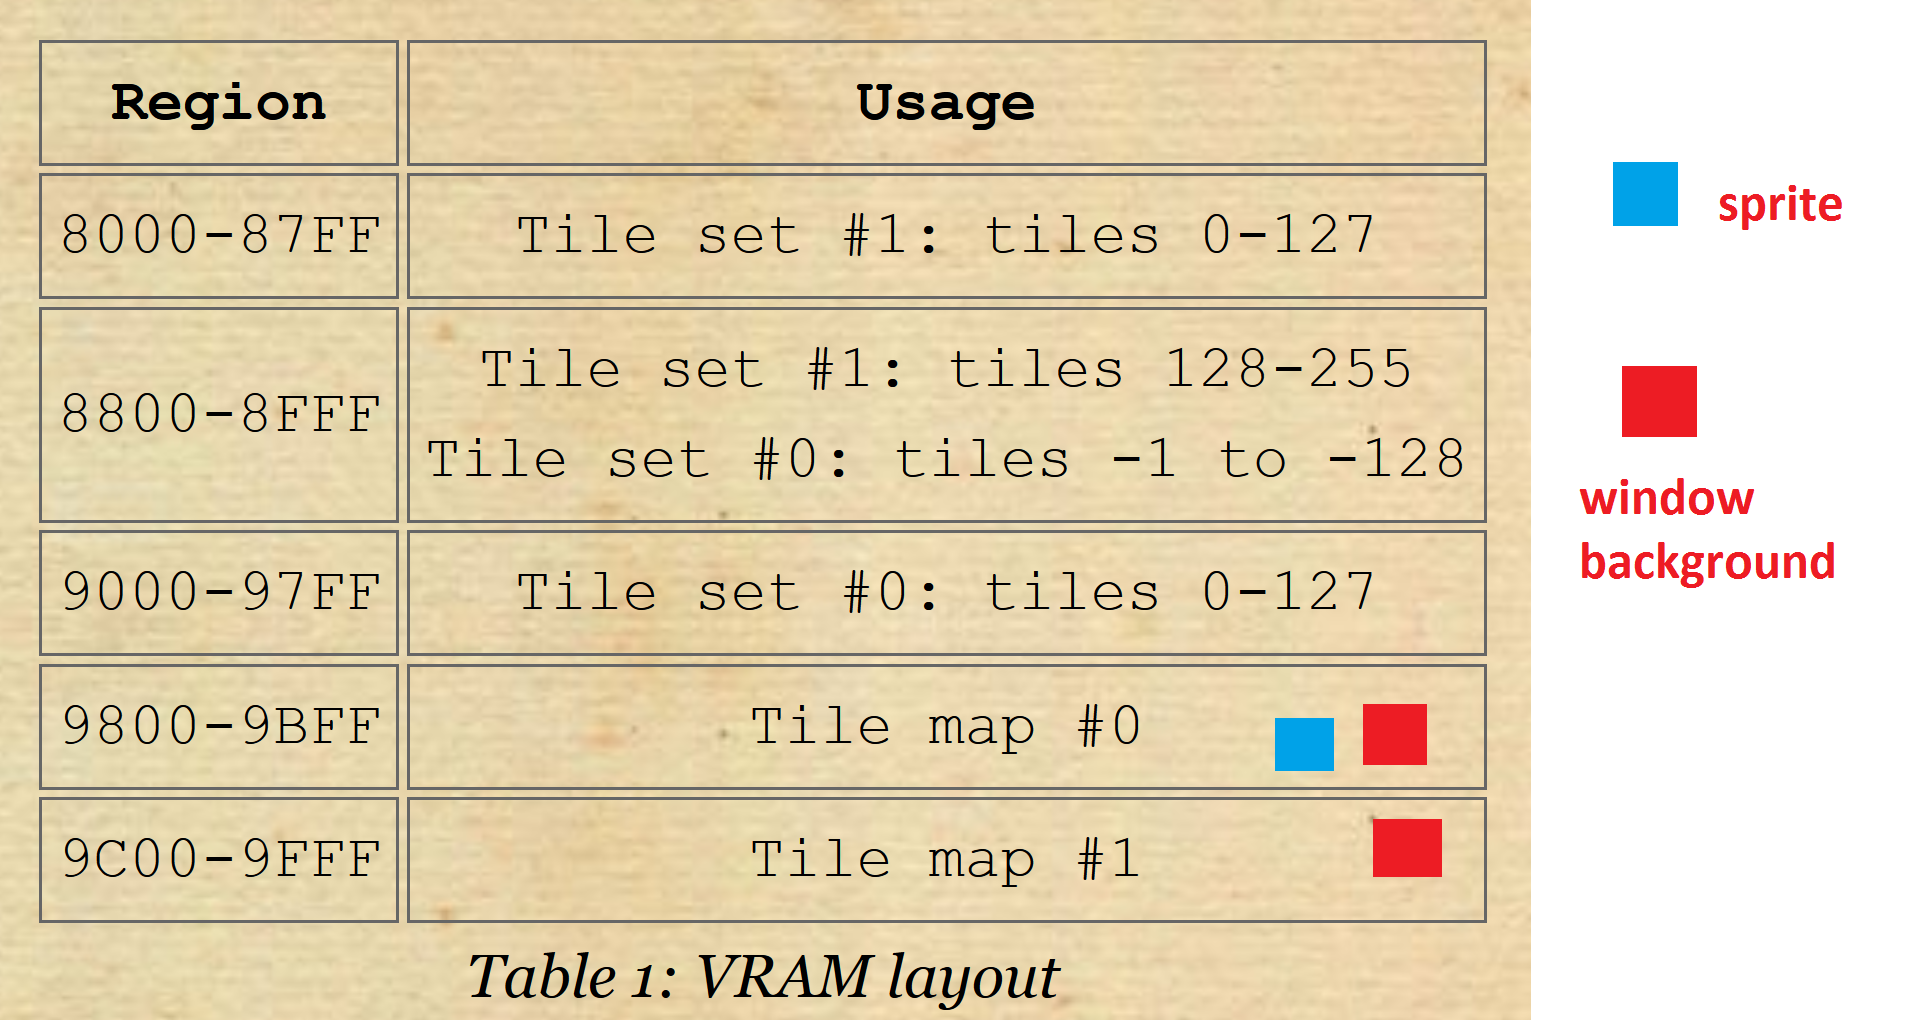 Region Usage
8000-87FF Tile set #1: tiles 0-127
8800-8FFF Tile set #1: tiles 128-255
Tile set #0: tiles -1 to -128
9000-97FF Tile set #0: tiles 0-127
9800-9BFF Tile map #0
9C00-9FFF Tile map #1
Table 1: VRAM layout
sprite
window
background